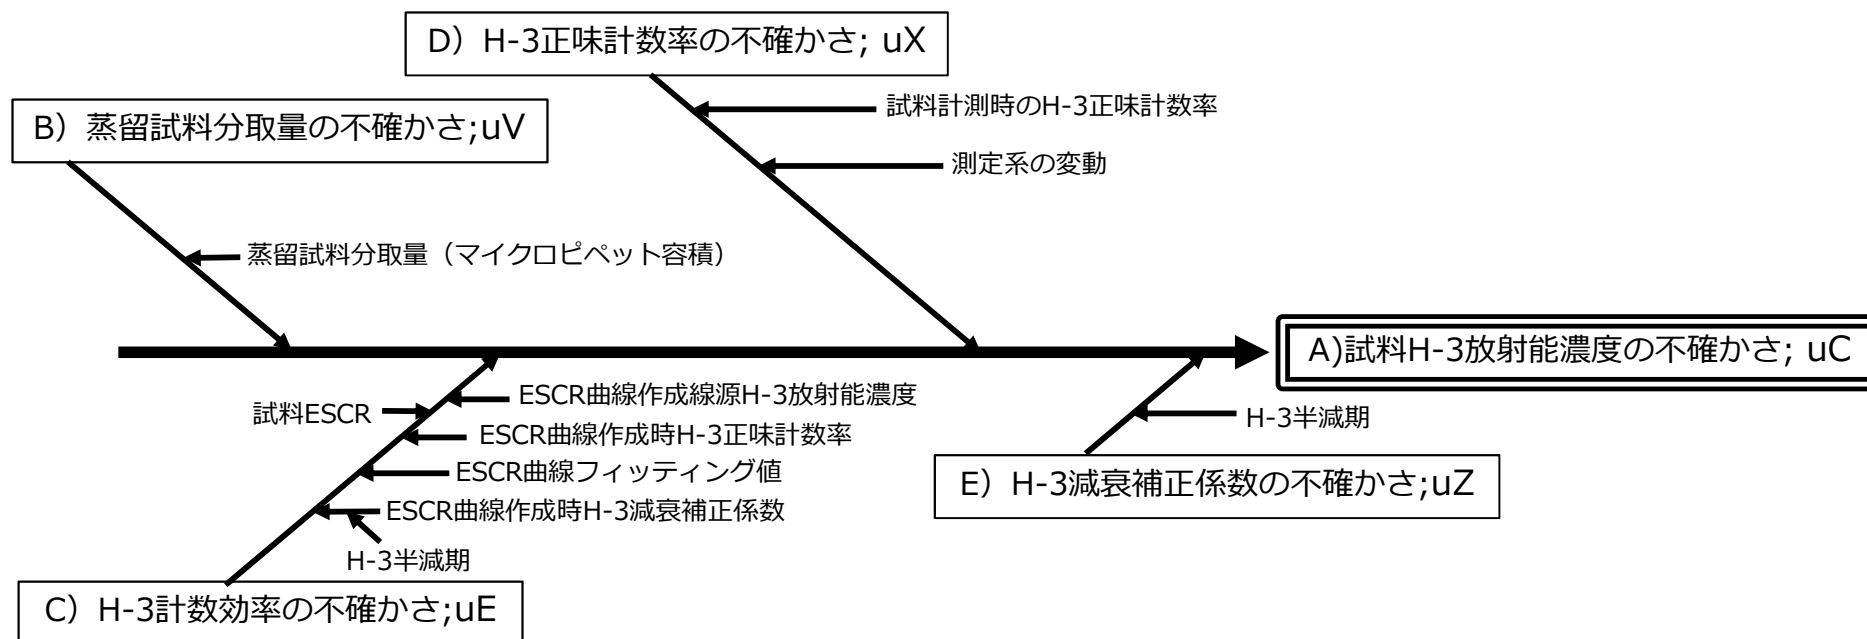 D）H-3正味計数率の不確かさ; uX
試料計測時のH-3正味計数率
B）蒸留試料分取量の不確かさ;uV
測定系の変動
蒸留試料分取量（マイクロピペット容積）
A)試料H-3放射能濃度の不確かさ; uC
ESCR曲線作成線源H-3放射能濃度
試料ESCR
H-3半減期
ESCR曲線作成時H-3正味計数率
ESCR曲線フィッティング値
E）H-3減衰補正係数の不確かさ;uZ
ESCR曲線作成時H-3減衰補正係数
H-3半減期
C）H-3計数効率の不確かさ;uE